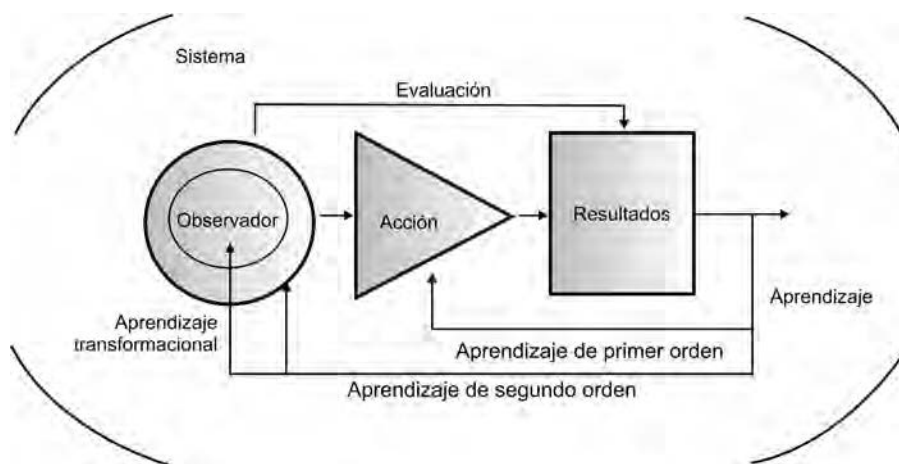 Sistema
Evaluación
Observador
Acción
Resultados
Aprendizaje
Aprendizaje
transformacional
Aprendizaje de primer orden
Aprendizaje de segundo orden